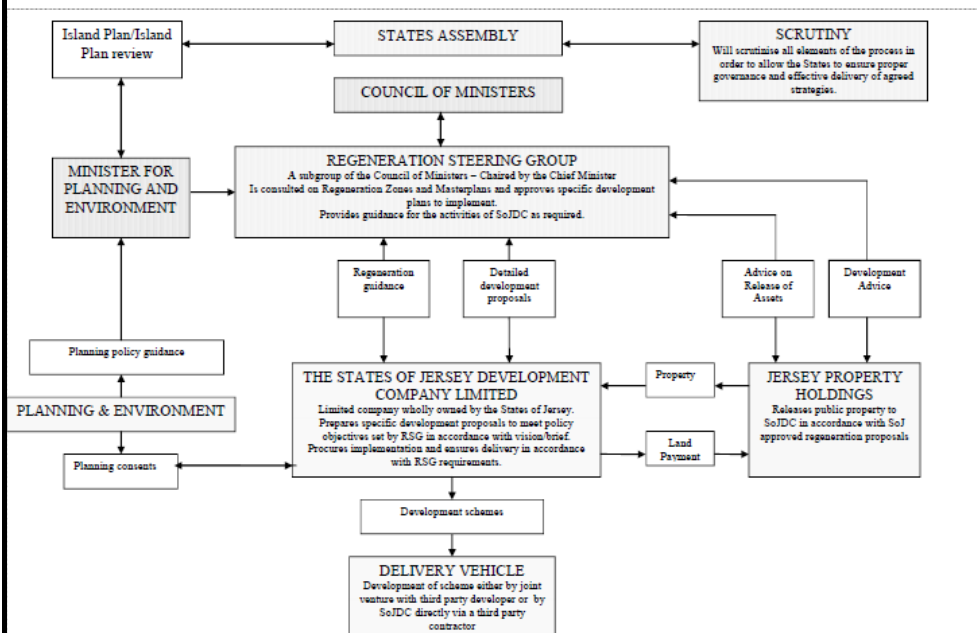 Island Plan/Island
Plan review
STATES ASSEMBLY
SCRUTINY
Will scrutinise all elements of the process in
order to allow the States to ensure proper
governance and effective delivery of agreed
strategies.
COUNCIL OF MINISTERS
MINISTER FOR
PLANNING AND
ENVIRONMENT
REGENERATION STEERING GROUP
A subgroup of the Council of Ministers – Chaired by the Chief Minister
Is consulted on Regeneration Zones and Masterplans and approves specific development
plans to implement.
Provides guidance for the activities of SoJDC as required.
Regeneration
guidance
Detailed
development
proposals
Advice on
Release of
Assets
Development
Advice
Planning policy guidance
PLANNING & ENVIRONMENT
Planning consents
THE STATES OF JERSEY DEVELOPMENT
COMPANY LIMITED
Limited company wholly owned by the States of Jersey.
Prepares specific development proposals to meet policy
objectives set by RSG in accordance with vision/brief.
Procures implementation and ensures delivery in accordance
with RSG requirements.
Property
Land
Payment
JERSEY PROPERTY
HOLDINGS
Releases public property to
SoJDC in accordance with SoJ
approved regeneration proposals
Development schemes
DELIVERY VEHICLE
Development of scheme either by joint
venture with third party developer or by
SoJDC directly via a third party
contractor